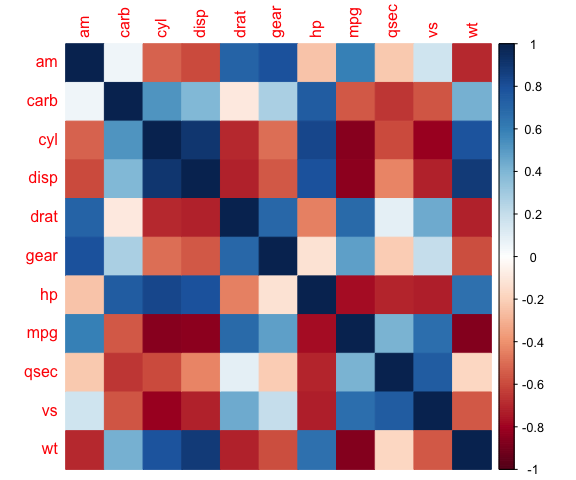 am carb cyl disp drat gear hp mpg qsec vs wt
am
carb
cyl
disp
drat
gear
hp
mpg
qsec
vs
wt
1
0.8
0.6
0.4
0.2
0
-0.2
-0.4
-0.6
-0.8
-1